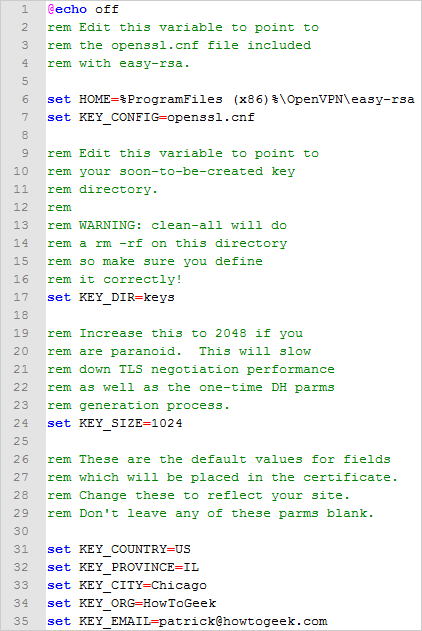 1 @echo off
2 rem Edit this variable to point to
3 rem the openssl.cnf file included
4 rem with easy-rsa.
5
6 set HOME=%ProgramFiles (x86)%\OpenVPN\easy-rsa
7 set KEY_CONFIG=openssl.cnf
8
9 rem Edit this variable to point to
10 rem your soon-to-be-created key
11 rem directory.
12 rem
13 rem WARNING: clean-all will do
14 rem a rm -rf on this directory
15 rem so make sure you define
16 rem it correctly!
17 set KEY_DIR=keys
18
19 rem Increase this to 2048 if you
20 rem are paranoid.  This will slow
21 rem down TLS negotiation performance
22 rem as well as the one-time DH parms
23 rem generation process.
24 set KEY_SIZE=1024
25
26 rem These are the default values for fields
27 rem which will be placed in the certificate.
28 rem Change these to reflect your site.
29 rem Don't leave any of these parms blank.
30
31 set KEY_COUNTRY=US
32 set KEY_PROVINCE=IL
33 set KEY_CITY=Chicago
34 set KEY_ORG=HowToGeek
35 set KEY_EMAIL=patrick@howtogeek.com